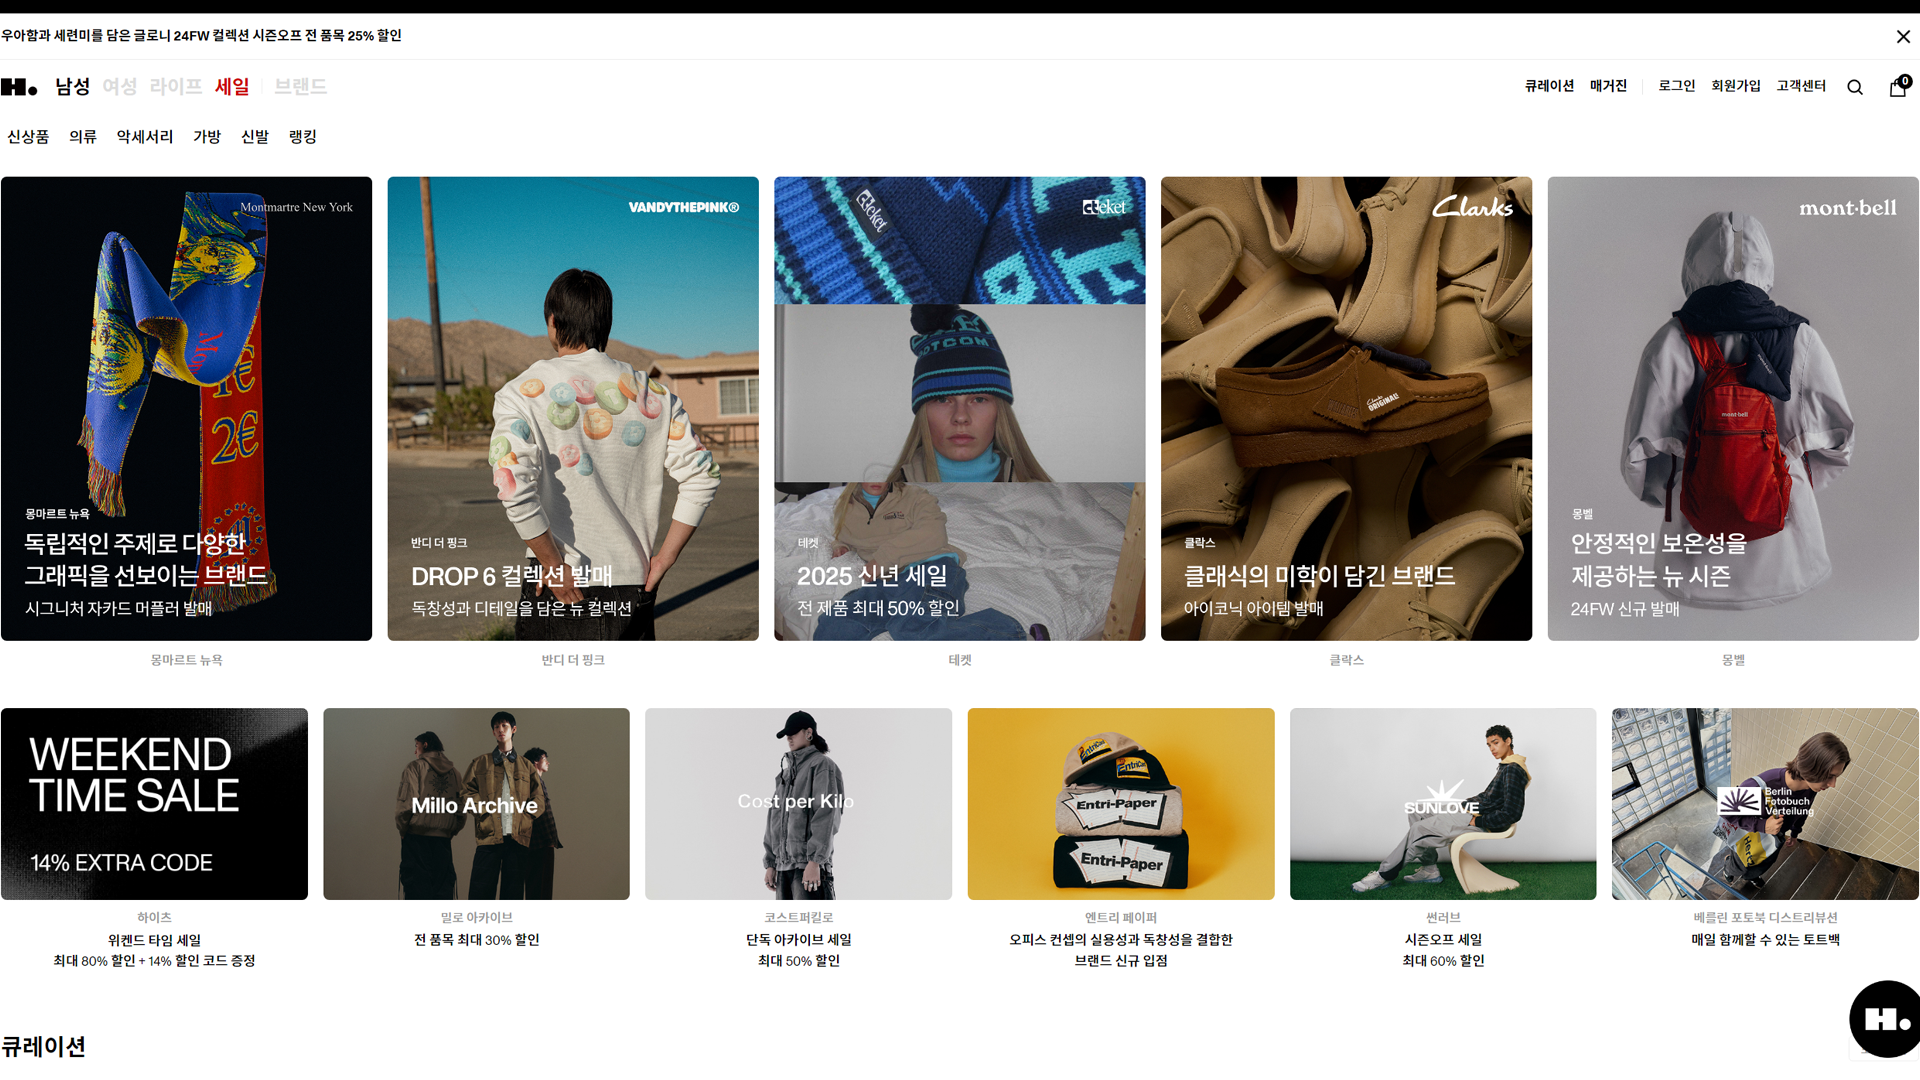 우아함과 세련미를 담은 글로니 24FW 컬렉션 시즌오프 전 품목 25% 할인
H. 남성 여성 라이프 세일 브랜드
큐레이션 매거진 로그인 회원가입 고객센터 0
신상품 의류 악세서리 가방 신발 랭킹
Montmartre New York
1€
2€
몽마르트 뉴욕
독립적인 주제로 다양한
그래픽을 선보이는 브랜드
시그니처 자카드 머플러 발매
몽마르트 뉴욕
VANDYTHEPINK®
반디 더 핑크
DROP 6 컬렉션 발매
독창성과 디테일을 담은 뉴 컬렉션
반디 더 핑크
cteket
teket
OTCOM
테켓
2025 신년 세일
전 제품 최대 50% 할인
테켓
Clarks
Clarks
ORIGINALS
클락스
클래식의 미학이 담긴 브랜드
아이코닉 아이템 발매
클락스
mont·bell
mont-bell
몽벨
안정적인 보온성을
제공하는 뉴 시즌
24FW 신규 발매
몽벨
WEEKEND
TIME SALE
14% EXTRA CODE
하이츠
위켄드 타임 세일
최대 80% 할인 + 14% 할인 코드 증정
Millo Archive
밀로 아카이브
전 품목 최대 30% 할인
Cost per Kilo
코스트퍼킬로
단독 아카이브 세일
최대 50% 할인
Entri-Paper
Entri-Paper
엔트리 페이퍼
오피스 컨셉의 실용성과 독창성을 결합한
브랜드 신규 입점
SUNLOVE
썬러브
시즌오프 세일
최대 60% 할인
Berlin
Fotobuch
Verteilung
베를린 포토북 디스트리뷰션
매일 함께할 수 있는 토트백
큐레이션
H.